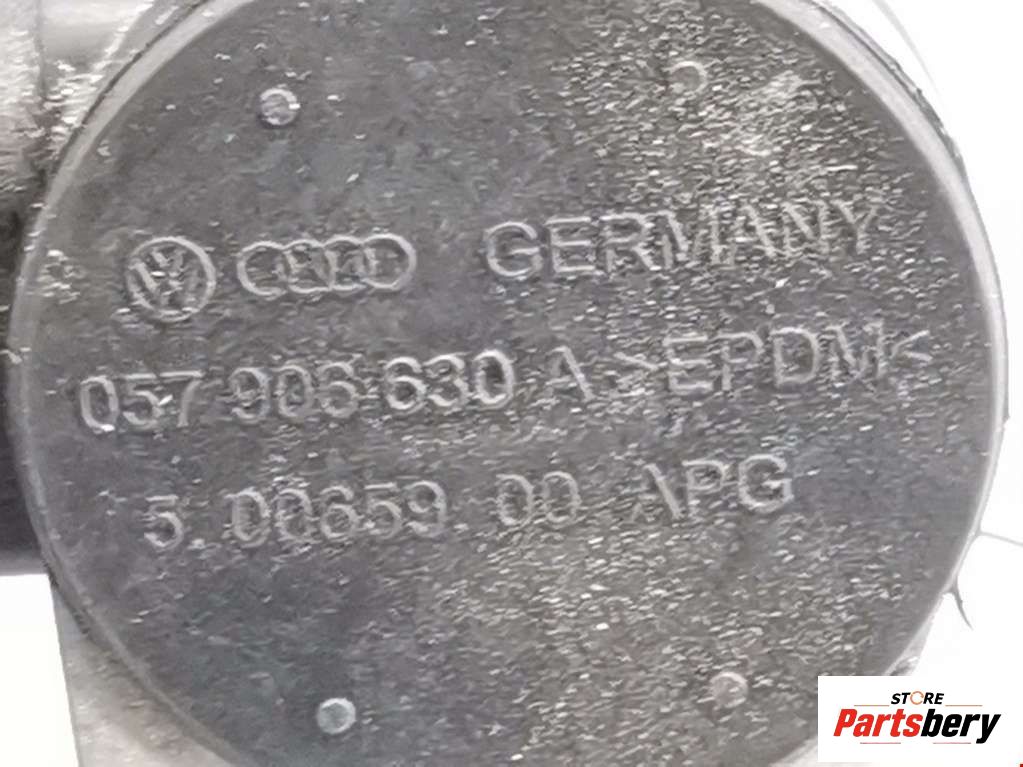 GERMANY
057 906 630 A >EPDM<
5.00659.00 APG
STORE
Partsbery